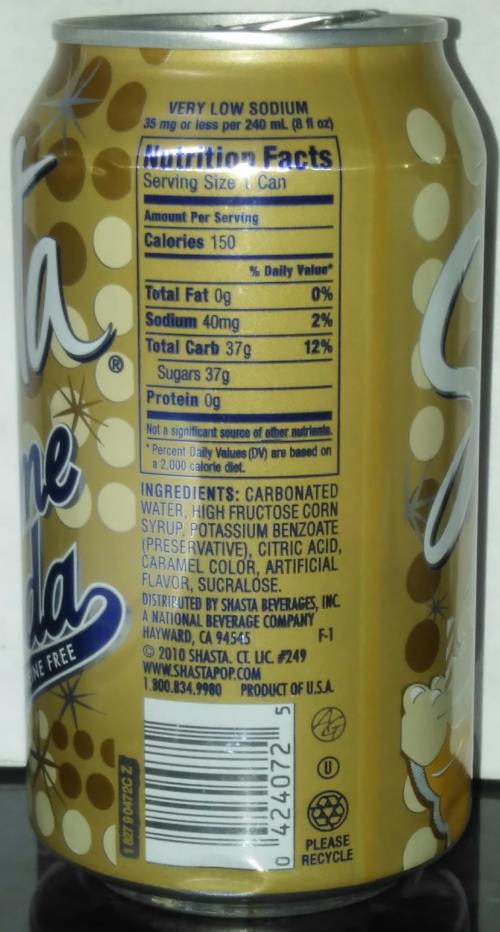 VERY LOW SODIUM
35 mg or less per 240 mL (8 fl oz)
Nutrition Facts
Serving Size 1 Can
Amount Per Serving
Calories 150
% Daily Value*
Total Fat 0g 0%
Sodium 40mg 2%
Total Carb 37g 12%
Sugars 37g
Protein 0g
Not a significant source of other nutrients.
* Percent Daily Values (DV) are based on
a 2,000 calorie diet.
INGREDIENTS: CARBONATED
WATER, HIGH FRUCTOSE CORN
SYRUP, POTASSIUM BENZOATE
(PRESERVATIVE), CITRIC ACID,
CARAMEL COLOR, ARTIFICIAL
FLAVOR, SUCRALOSE.
DISTRIBUTED BY SHASTA BEVERAGES, INC.
A NATIONAL BEVERAGE COMPANY
HAYWARD, CA 94545 F-1
© 2010 SHASTA. CT. LIC. #249
WWW.SHASTAPOP.COM
1.800.834.9980 PRODUCT OF U.S.A.
0 424072 5
U
PLEASE
RECYCLE
ta®
me
da
INE FREE